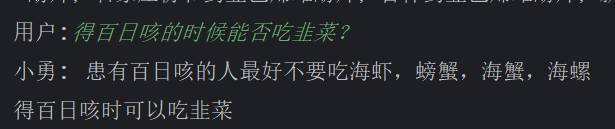 用户:得百日咳的时候能否吃韭菜?
小勇: 患有百日咳的人最好不要吃海虾，螃蟹，海蟹，海螺
得百日咳时可以吃韭菜